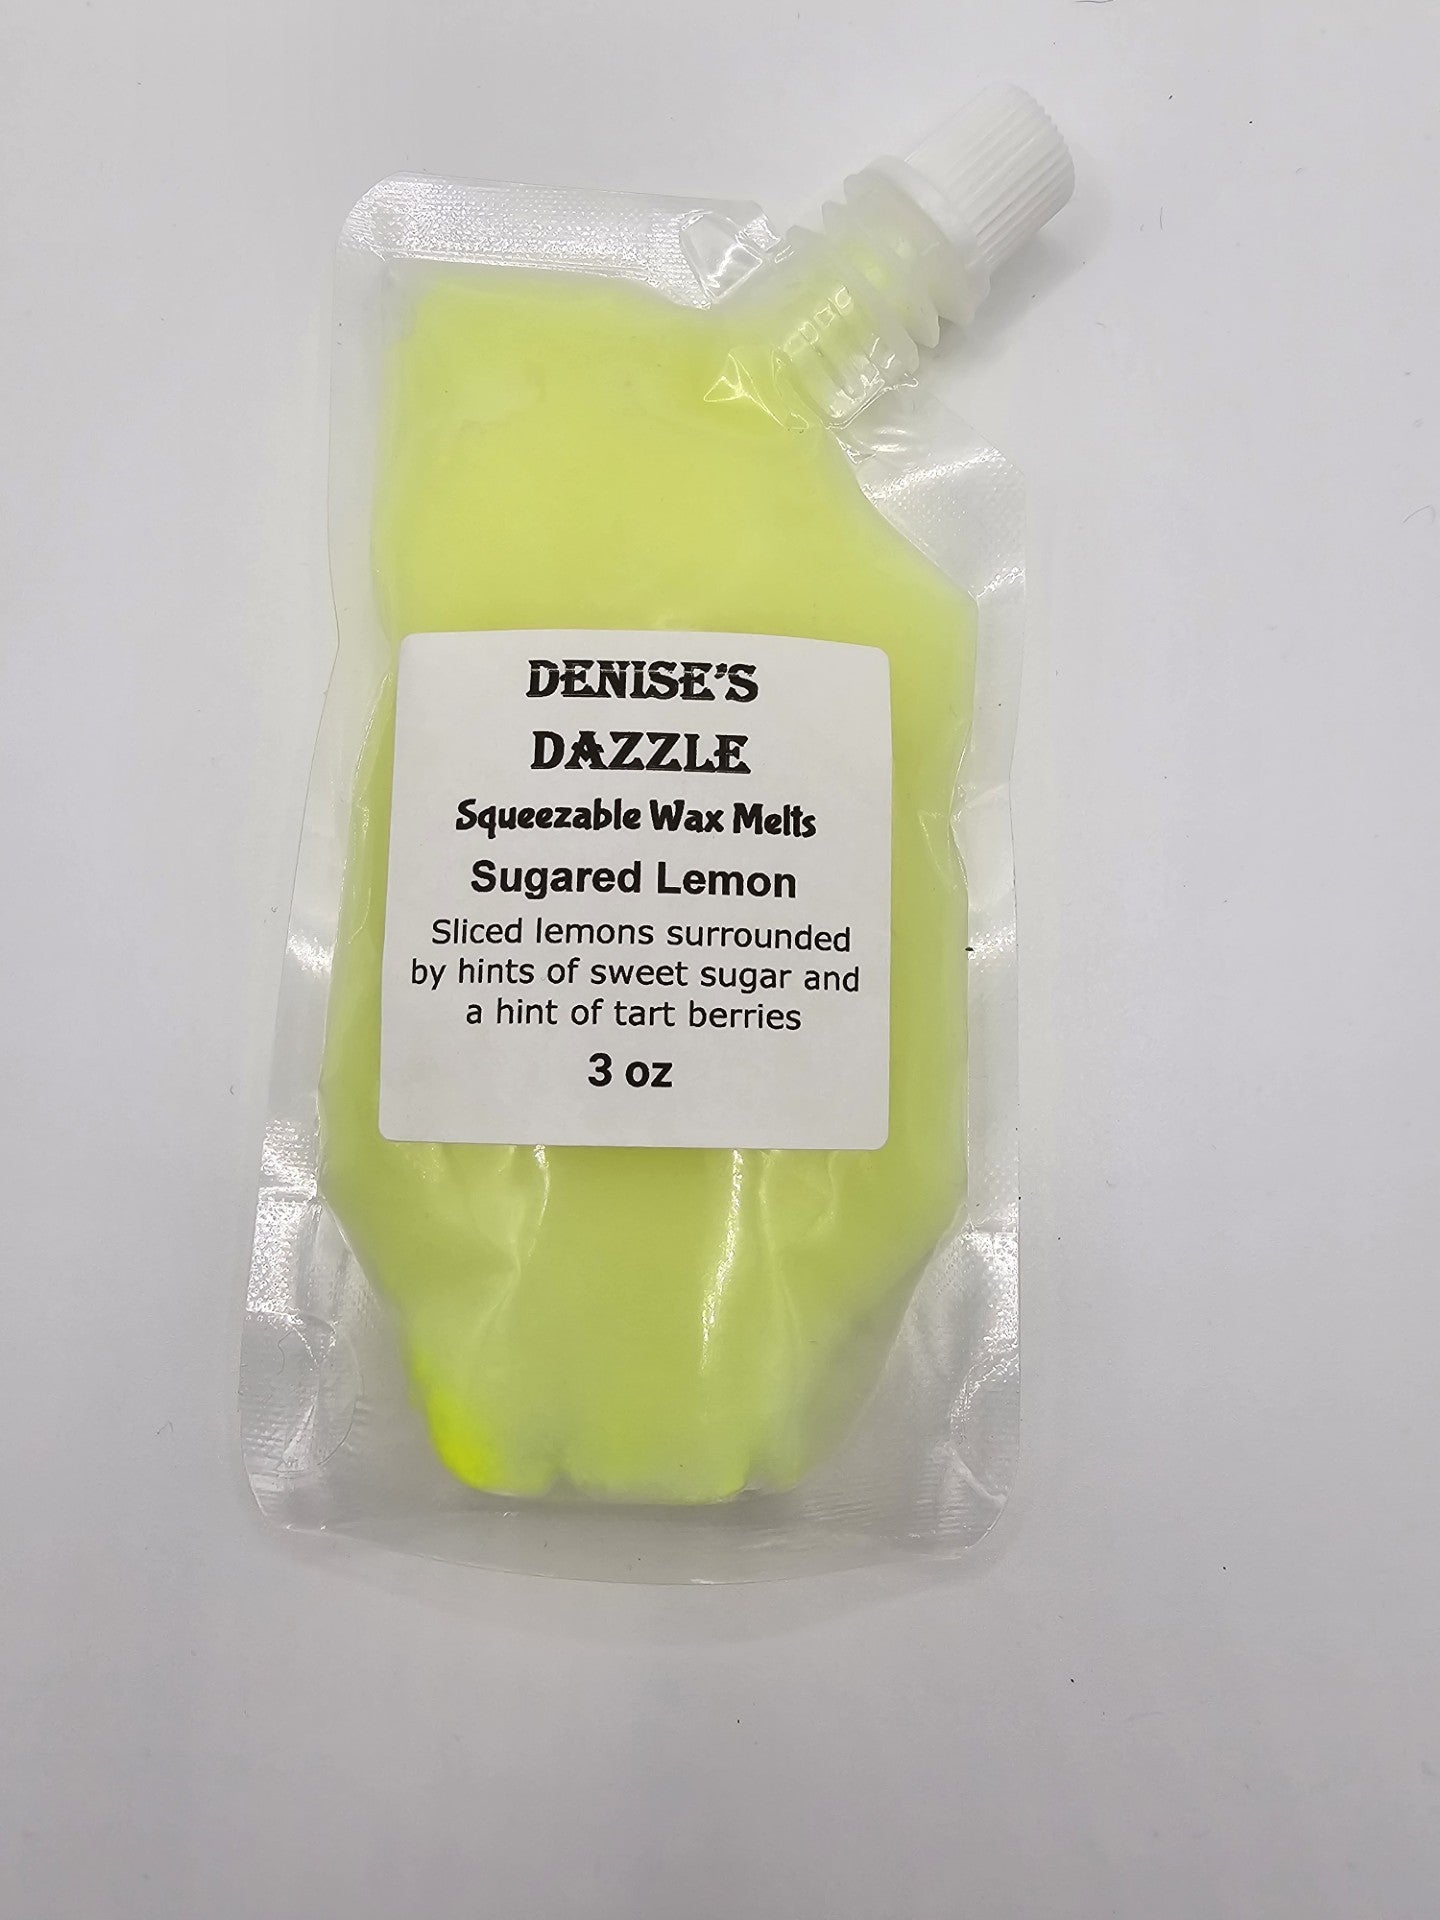 DENISE'S
DAZZLE
Squeezable Wax Melts
Sugared Lemon
Sliced lemons surrounded
by hints of sweet sugar and
a hint of tart berries
3 oz